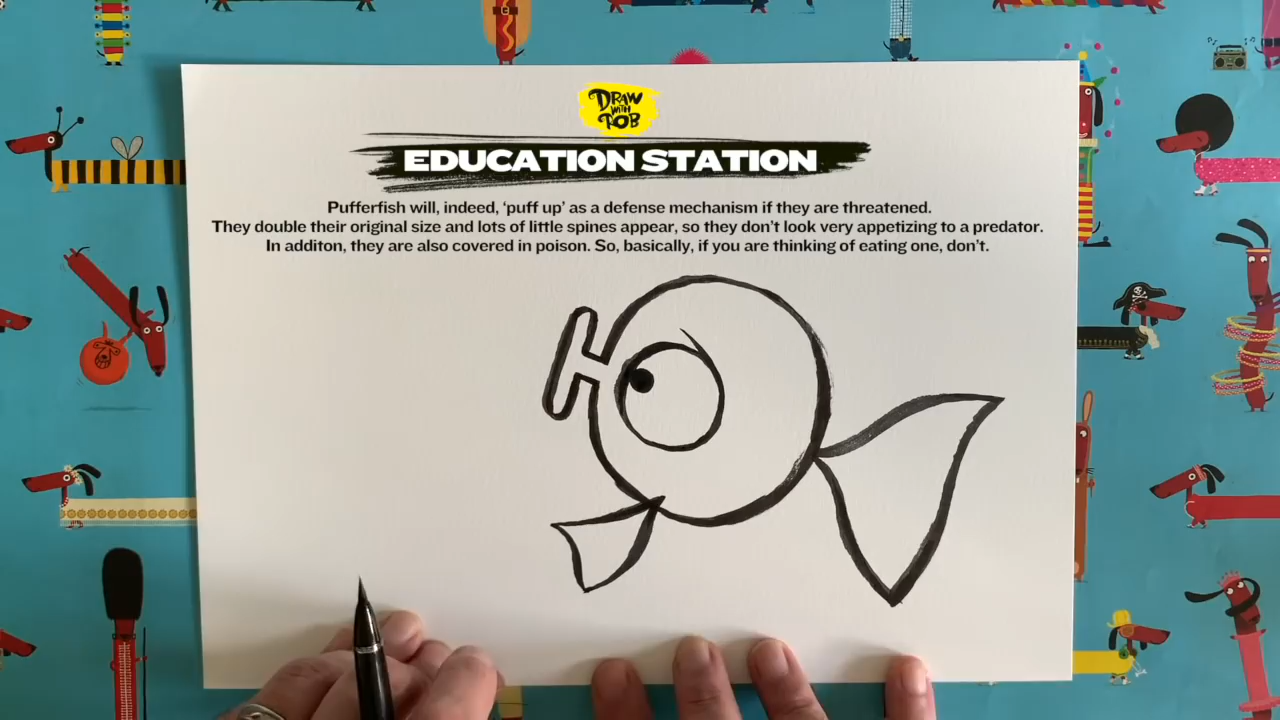 DRAW
WITH
ROB
EDUCATION STATION
Pufferfish will, indeed, ‘puff up’ as a defense mechanism if they are threatened.
They double their original size and lots of little spines appear, so they don’t look very appetizing to a predator.
In additon, they are also covered in poison. So, basically, if you are thinking of eating one, don’t.